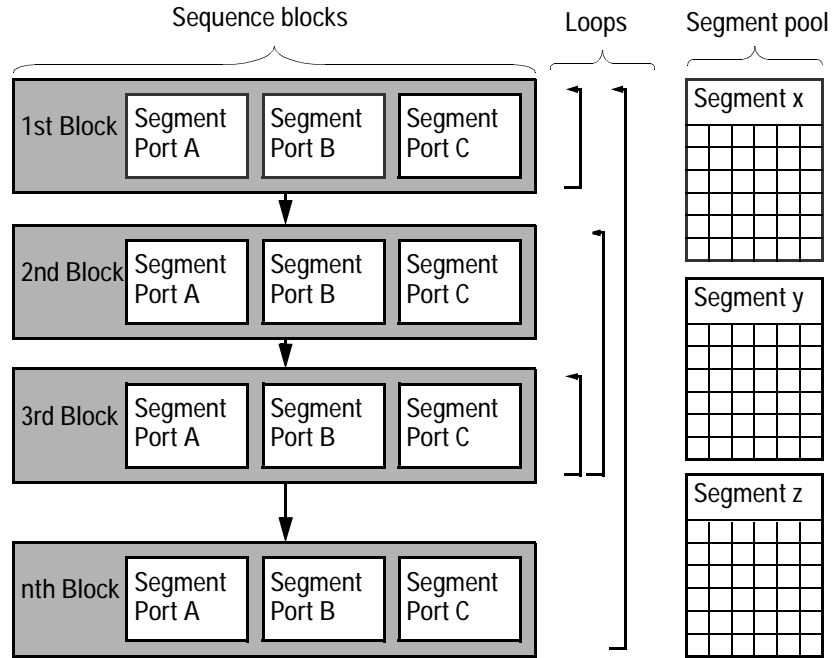 Sequence blocks
Loops
Segment pool
1st Block
Segment
Port A
Segment
Port B
Segment
Port C
Segment x
2nd Block
Segment
Port A
Segment
Port B
Segment
Port C
Segment y
3rd Block
Segment
Port A
Segment
Port B
Segment
Port C
Segment z
nth Block
Segment
Port A
Segment
Port B
Segment
Port C